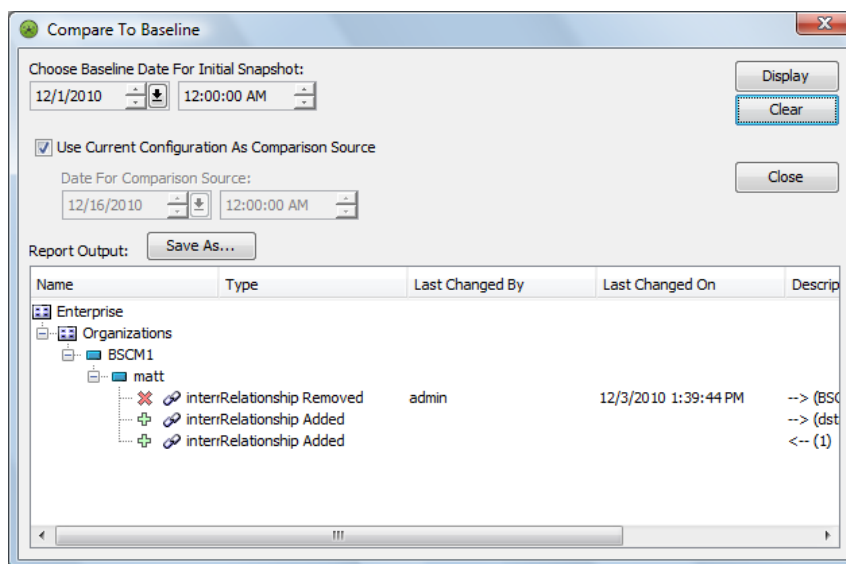 Compare To Baseline
Choose Baseline Date For Initial Snapshot:
Display
12/1/2010 12:00:00 AM
Clear
Use Current Configuration As Comparison Source
Date For Comparison Source:
Close
12/16/2010 12:00:00 AM
Report Output: Save As...
Name Type Last Changed By Last Changed On Descrip
Enterprise
Organizations
BSCM1
matt
Relationship Removed admin 12/3/2010 1:39:44 PM --> (BSC
Relationship Added --> (dst
Relationship Added <-- (1)